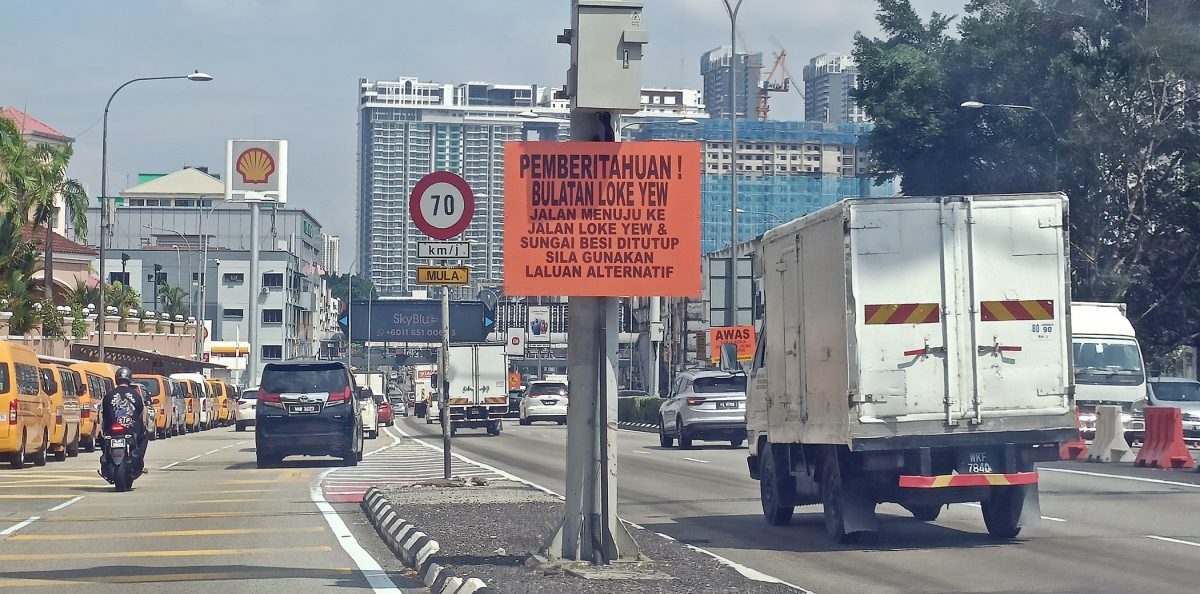 PEMBERITAHUAN !
BULATAN LOKE YEW
JALAN MENUJU KE
JALAN LOKE YEW &
SUNGAI BESI DITUTUP
SILA GUNAKAN
LALUAN ALTERNATIF
70
km/j
MULA
SkyBlue
AWAS
WKF
7840